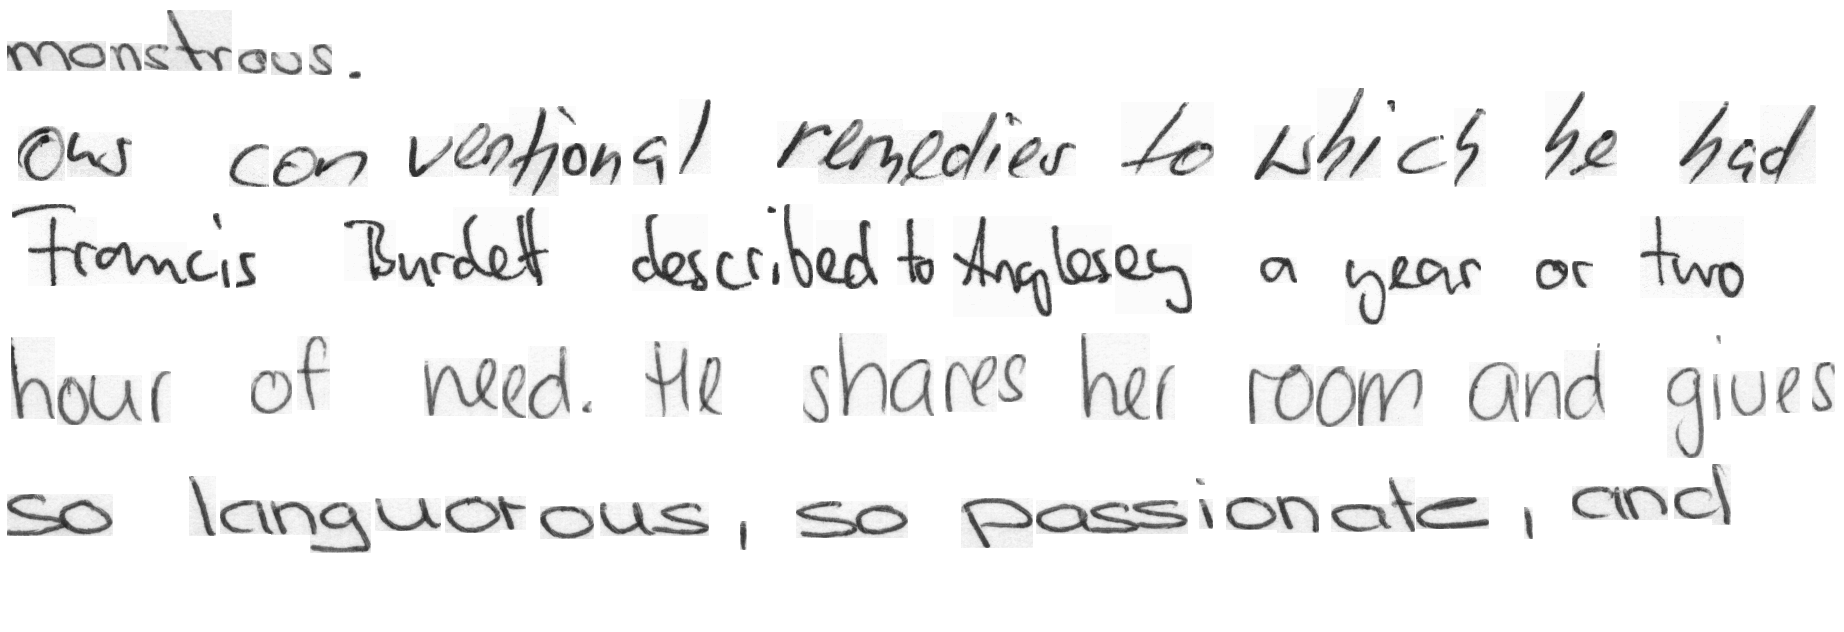 monstrous.
ous conventional remedies to which he had
Francis Burdett described to Anglesey a year or two
hour of need. He shares her room and gives
so languorous, so passionate, and